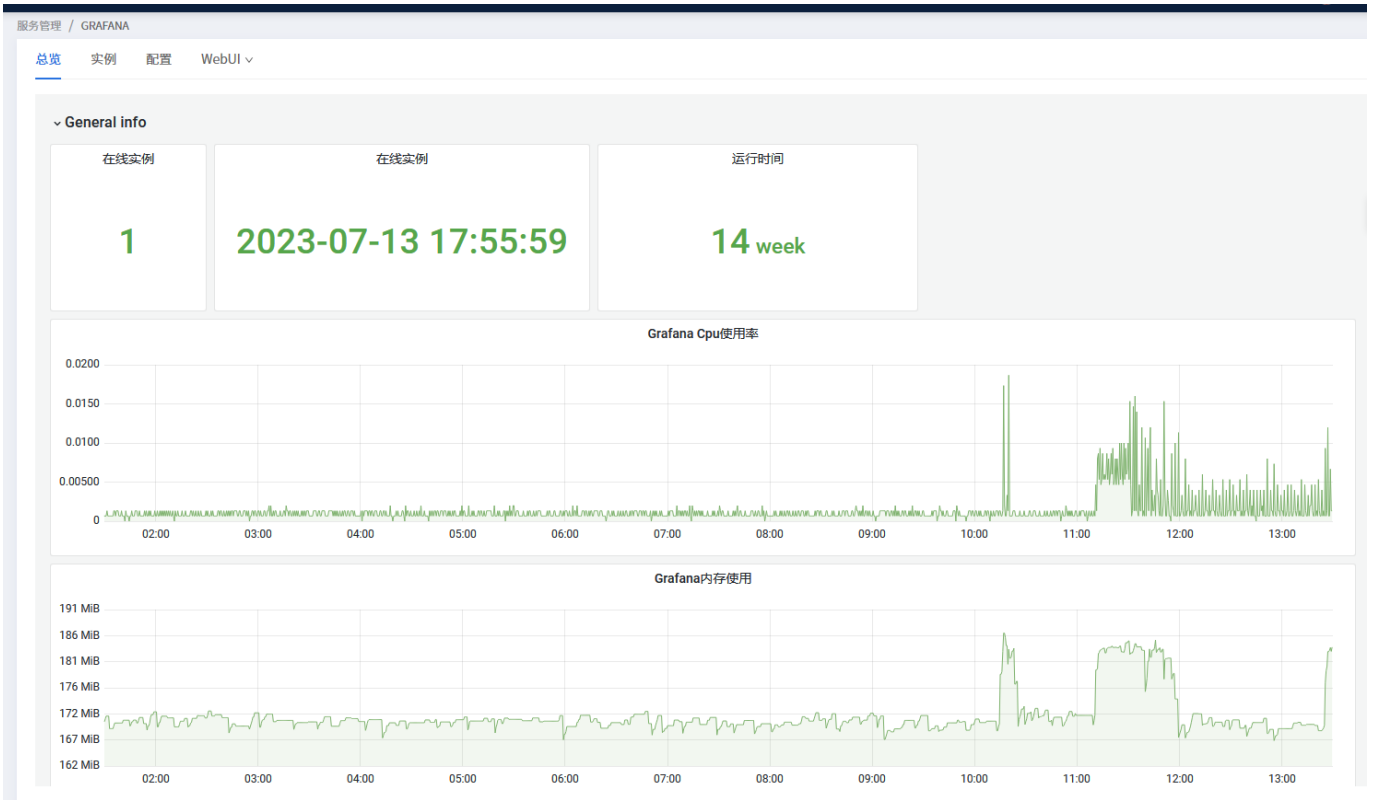 服务管理 / GRAFANA
总览 实例 配置 WebUI
General info
在线实例 在线实例 运行时间
1 2023-07-13 17:55:59 14 week
Grafana Cpu使用率
0.0200
0.0150
0.0100
0.00500
0
02:00 03:00 04:00 05:00 06:00 07:00 08:00 09:00 10:00 11:00 12:00 13:00
Grafana内存使用
191 MiB
186 MiB
181 MiB
176 MiB
172 MiB
167 MiB
162 MiB
02:00 03:00 04:00 05:00 06:00 07:00 08:00 09:00 10:00 11:00 12:00 13:00